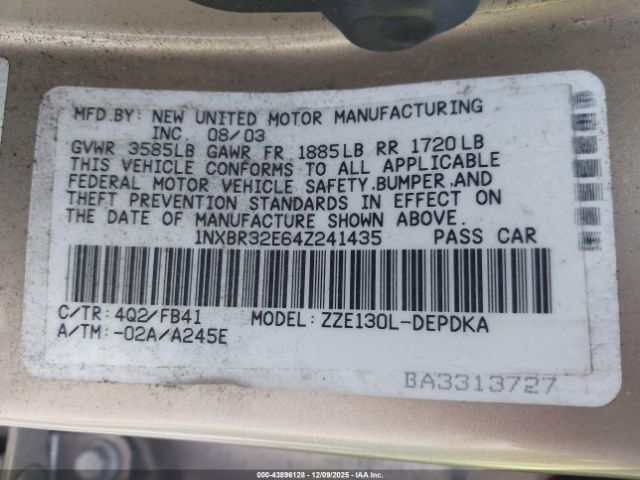 MFD.BY: NEW UNITED MOTOR MANUFACTURING
INC. 08/03
GVWR 3585LB GAWR FR 1885LB RR 1720LB
THIS VEHICLE CONFORMS TO ALL APPLICABLE
FEDERAL MOTOR VEHICLE SAFETY, BUMPER, AND
THEFT PREVENTION STANDARDS IN EFFECT ON
THE DATE OF MANUFACTURE SHOWN ABOVE.
1NXBR32E64Z241435 PASS CAR
C/TR: 4Q2/FB41 MODEL: ZZE130L-DEPDKA
A/TM: -02A/A245E
BA3313727
000-43896128 - 12/09/2025 - IAA Inc.